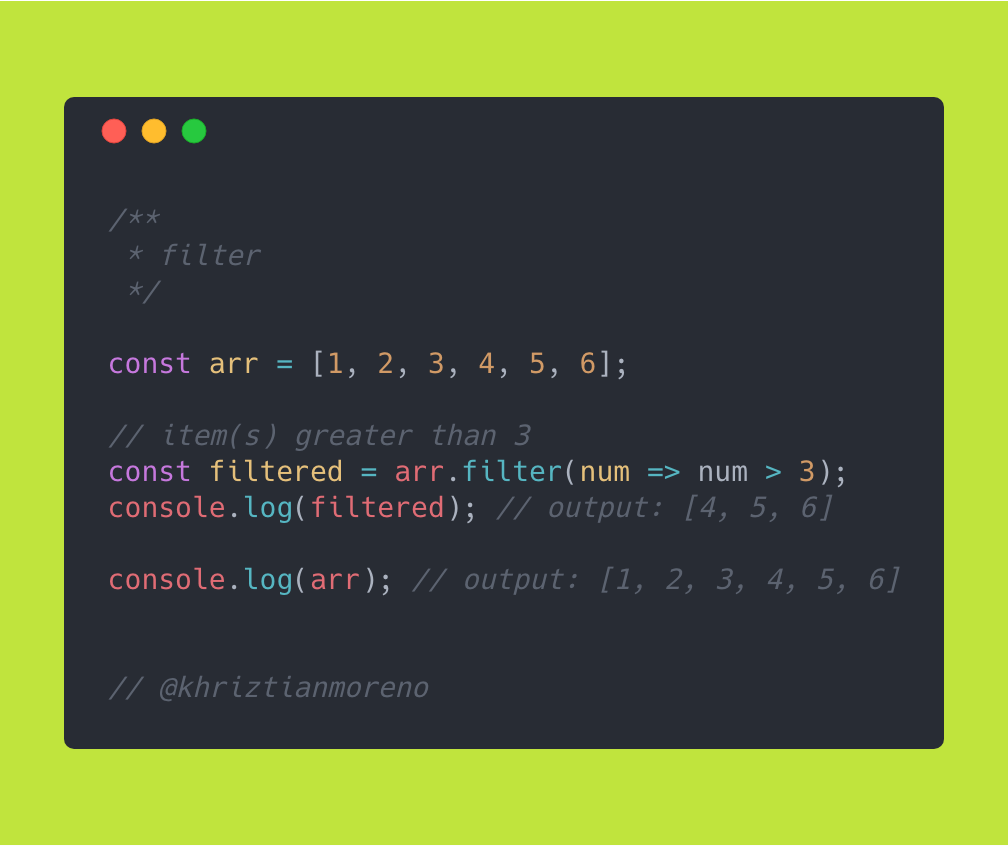 /**
 * filter
 */
const arr = [1, 2, 3, 4, 5, 6];
// item(s) greater than 3
const filtered = arr.filter(num => num > 3);
console.log(filtered); // output: [4, 5, 6]
console.log(arr); // output: [1, 2, 3, 4, 5, 6]
// @khriztianmoreno